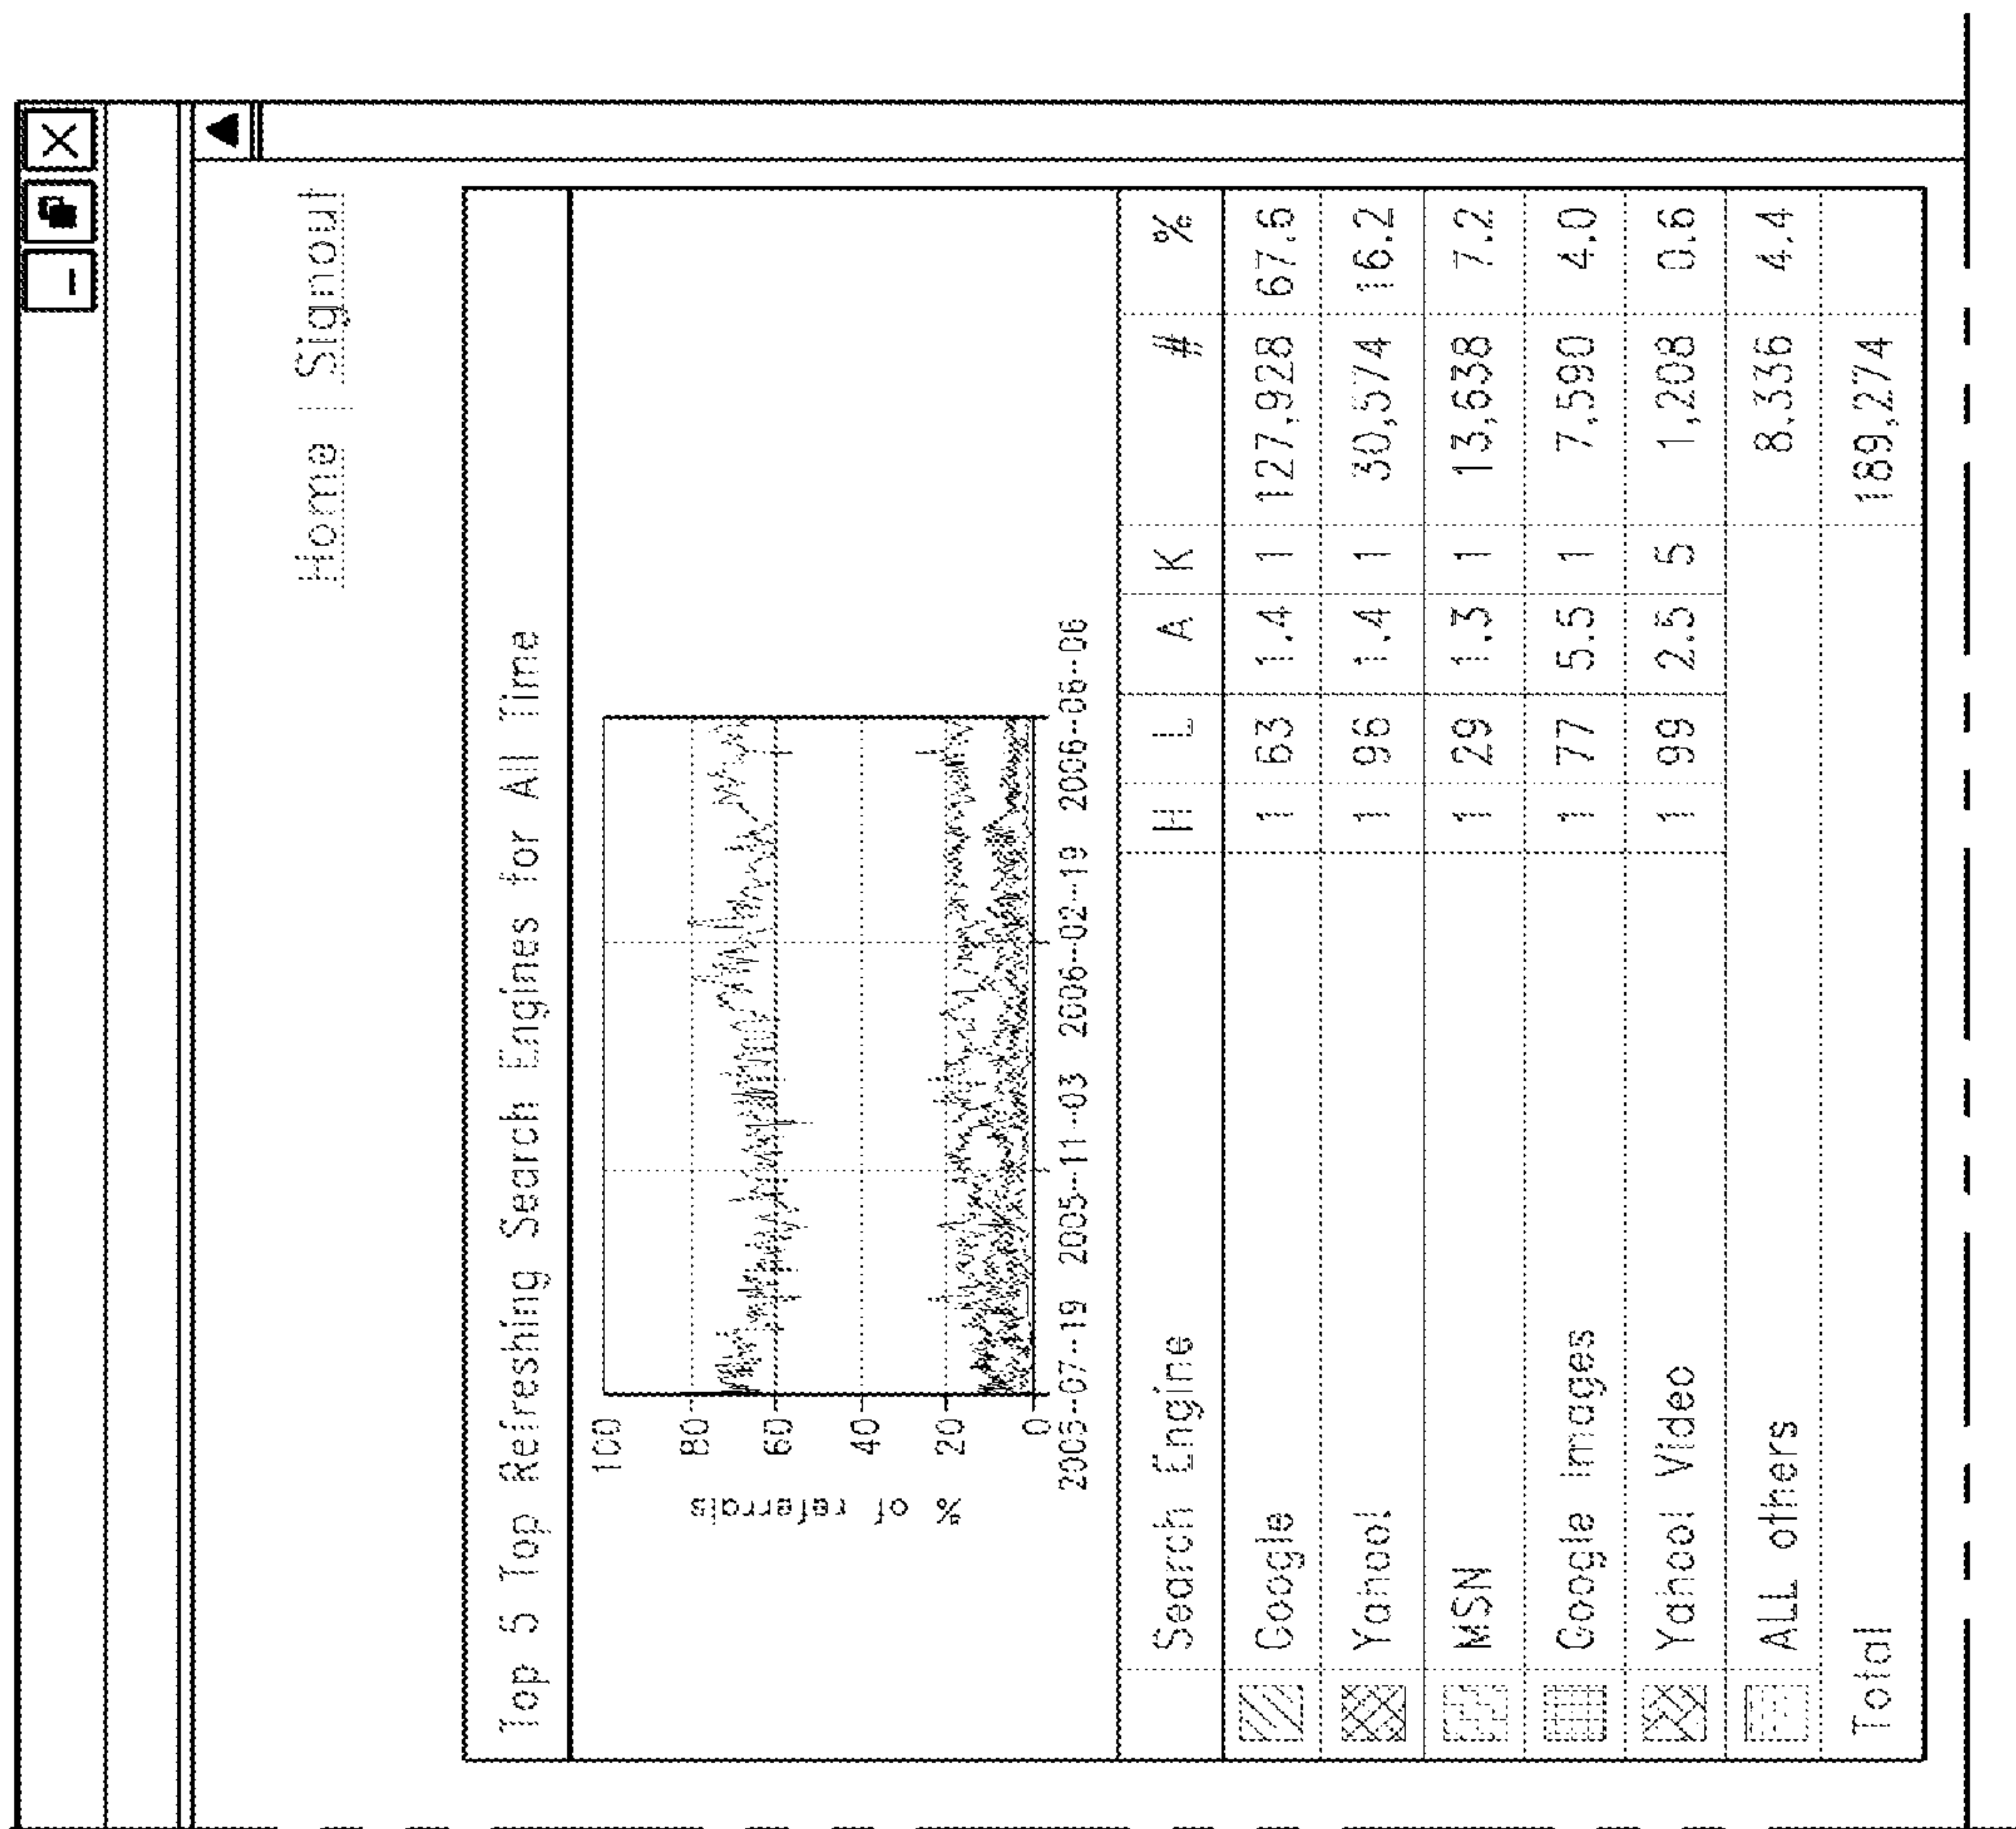 Home | Signout
Top 5 Top Refreshing Search Engines for All Time
% of referrals
100
80
60
40
20
0
2005--07--19 2005--11--03 2006--02--19 2006--06--06
Search Engine H L A K # %
Google 1 63 1.4 1 127,928 67.6
Yahoo! 1 96 1.4 1 30,574 16.2
MSN 1 29 1.3 1 13,638 7.2
Google Images 1 77 5.5 1 7,590 4.0
Yahoo! Video 1 99 2.5 5 1,208 0.6
ALL others 8,336 4.4
Total 189,274